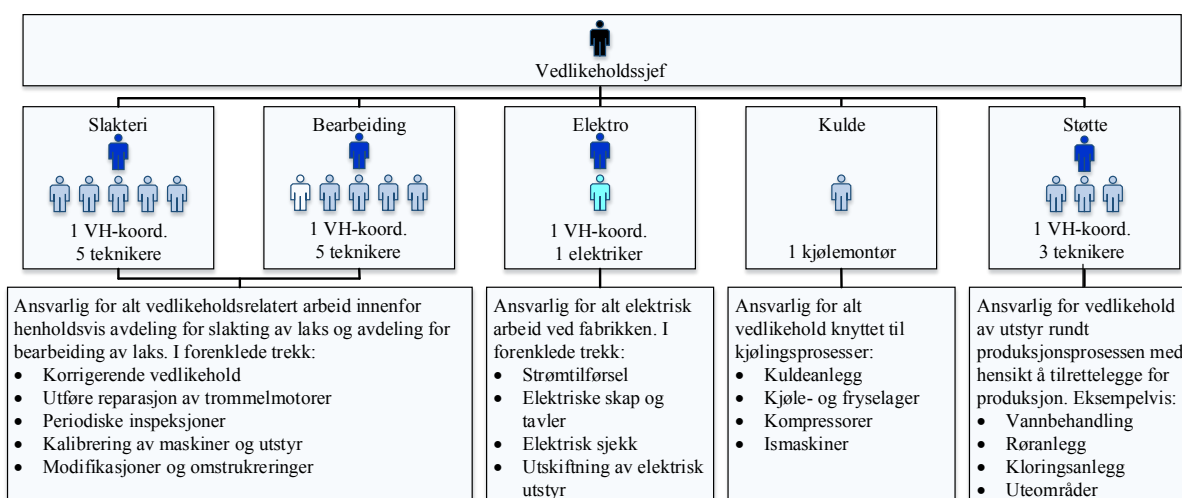 Vedlikeholdssjef
Slakteri
1 VH-koord.
5 teknikere
Bearbeiding
1 VH-koord.
5 teknikere
Elektro
1 VH-koord.
1 elektriker
Kulde
1 kjølemontør
Støtte
1 VH-koord.
3 teknikere
Ansvarlig for alt vedlikeholdsrelatert arbeid innenfor
henholdsvis avdeling for slakting av laks og avdeling for
bearbeiding av laks. I forenklede trekk:
• Korrigerende vedlikehold
• Utføre reparasjon av trommelmotorer
• Periodiske inspeksjoner
• Kalibrering av maskiner og utstyr
• Modifikasjoner og omstrukreringer
Ansvarlig for alt elektrisk
arbeid ved fabrikken. I
forenklede trekk:
• Strømtilførsel
• Elektriske skap og
tavler
• Elektrisk sjekk
• Utskiftning av elektrisk
utstyr
Ansvarlig for alt
vedlikehold knyttet til
kjølingsprosesser:
• Kuldeanlegg
• Kjøle- og fryselager
• Kompressorer
• Ismaskiner
Ansvarlig for vedlikehold
av utstyr rundt
produksjonsprosessen med
hensikt å tilrettelegge for
produksjon. Eksempelvis:
• Vannbehandling
• Røranlegg
• Kloringsanlegg
• Uteområder